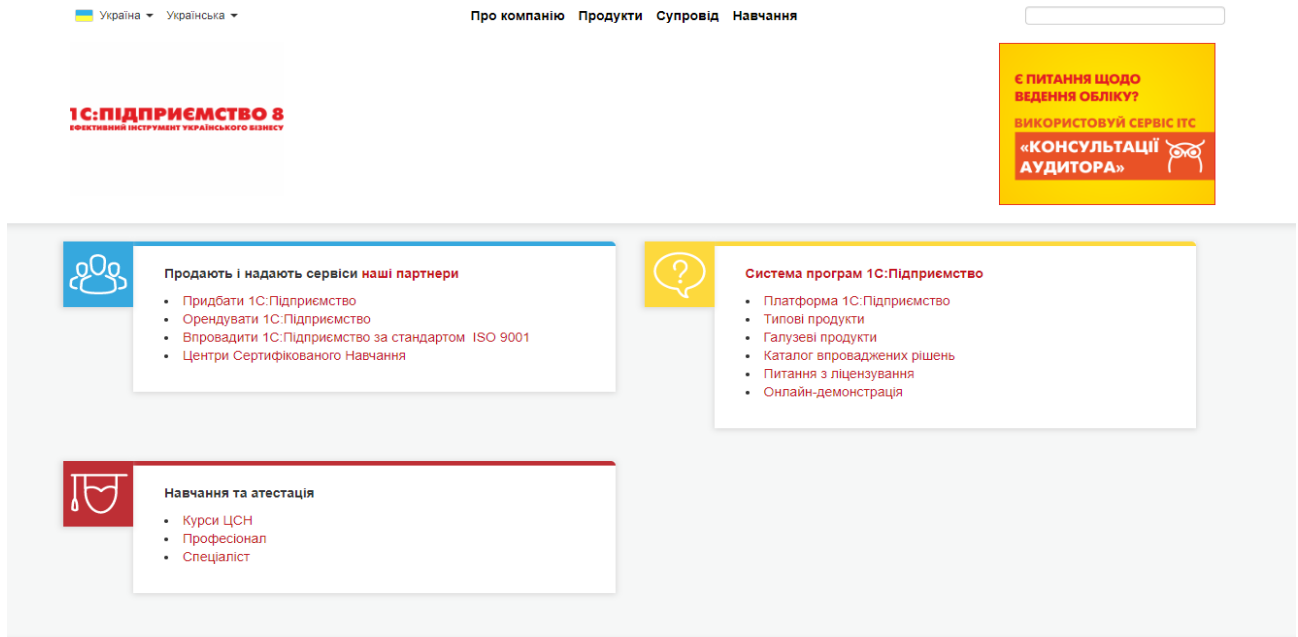 Україна Українська Про компанію Продукти Супровід Навчання
1С:ПІДПРИЄМСТВО 8
ЕФЕКТИВНИЙ ІНСТРУМЕНТ УКРАЇНСЬКОГО БІЗНЕСУ
Є ПИТАННЯ ЩОДО
ВЕДЕННЯ ОБЛІКУ?
ВИКОРИСТОВУЙ СЕРВІС ІТС
«КОНСУЛЬТАЦІЇ
АУДИТОРА»
Продають і надають сервіси наші партнери
Придбати 1С:Підприємство
Орендувати 1С:Підприємство
Впровадити 1С:Підприємство за стандартом ISO 9001
Центри Сертифікованого Навчання
Система програм 1С:Підприємство
Платформа 1С:Підприємство
Типові продукти
Галузеві продукти
Каталог впроваджених рішень
Питання з ліцензування
Онлайн-демонстрація
Навчання та атестація
Курси ЦСН
Професіонал
Спеціаліст